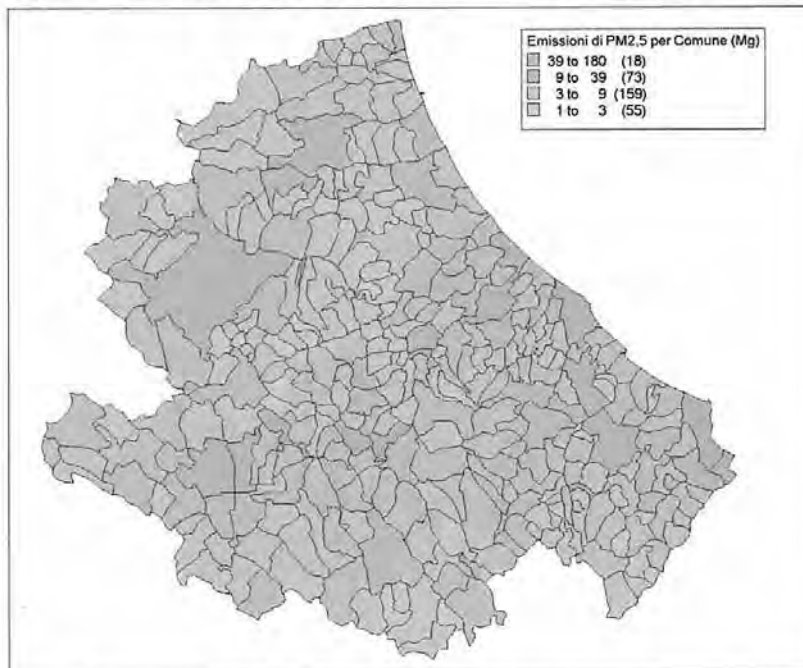 Emissioni di PM2,5 per Comune (Mg)
39 to 180 (18)
9 to 39 (73)
3 to 9 (159)
1 to 3 (55)